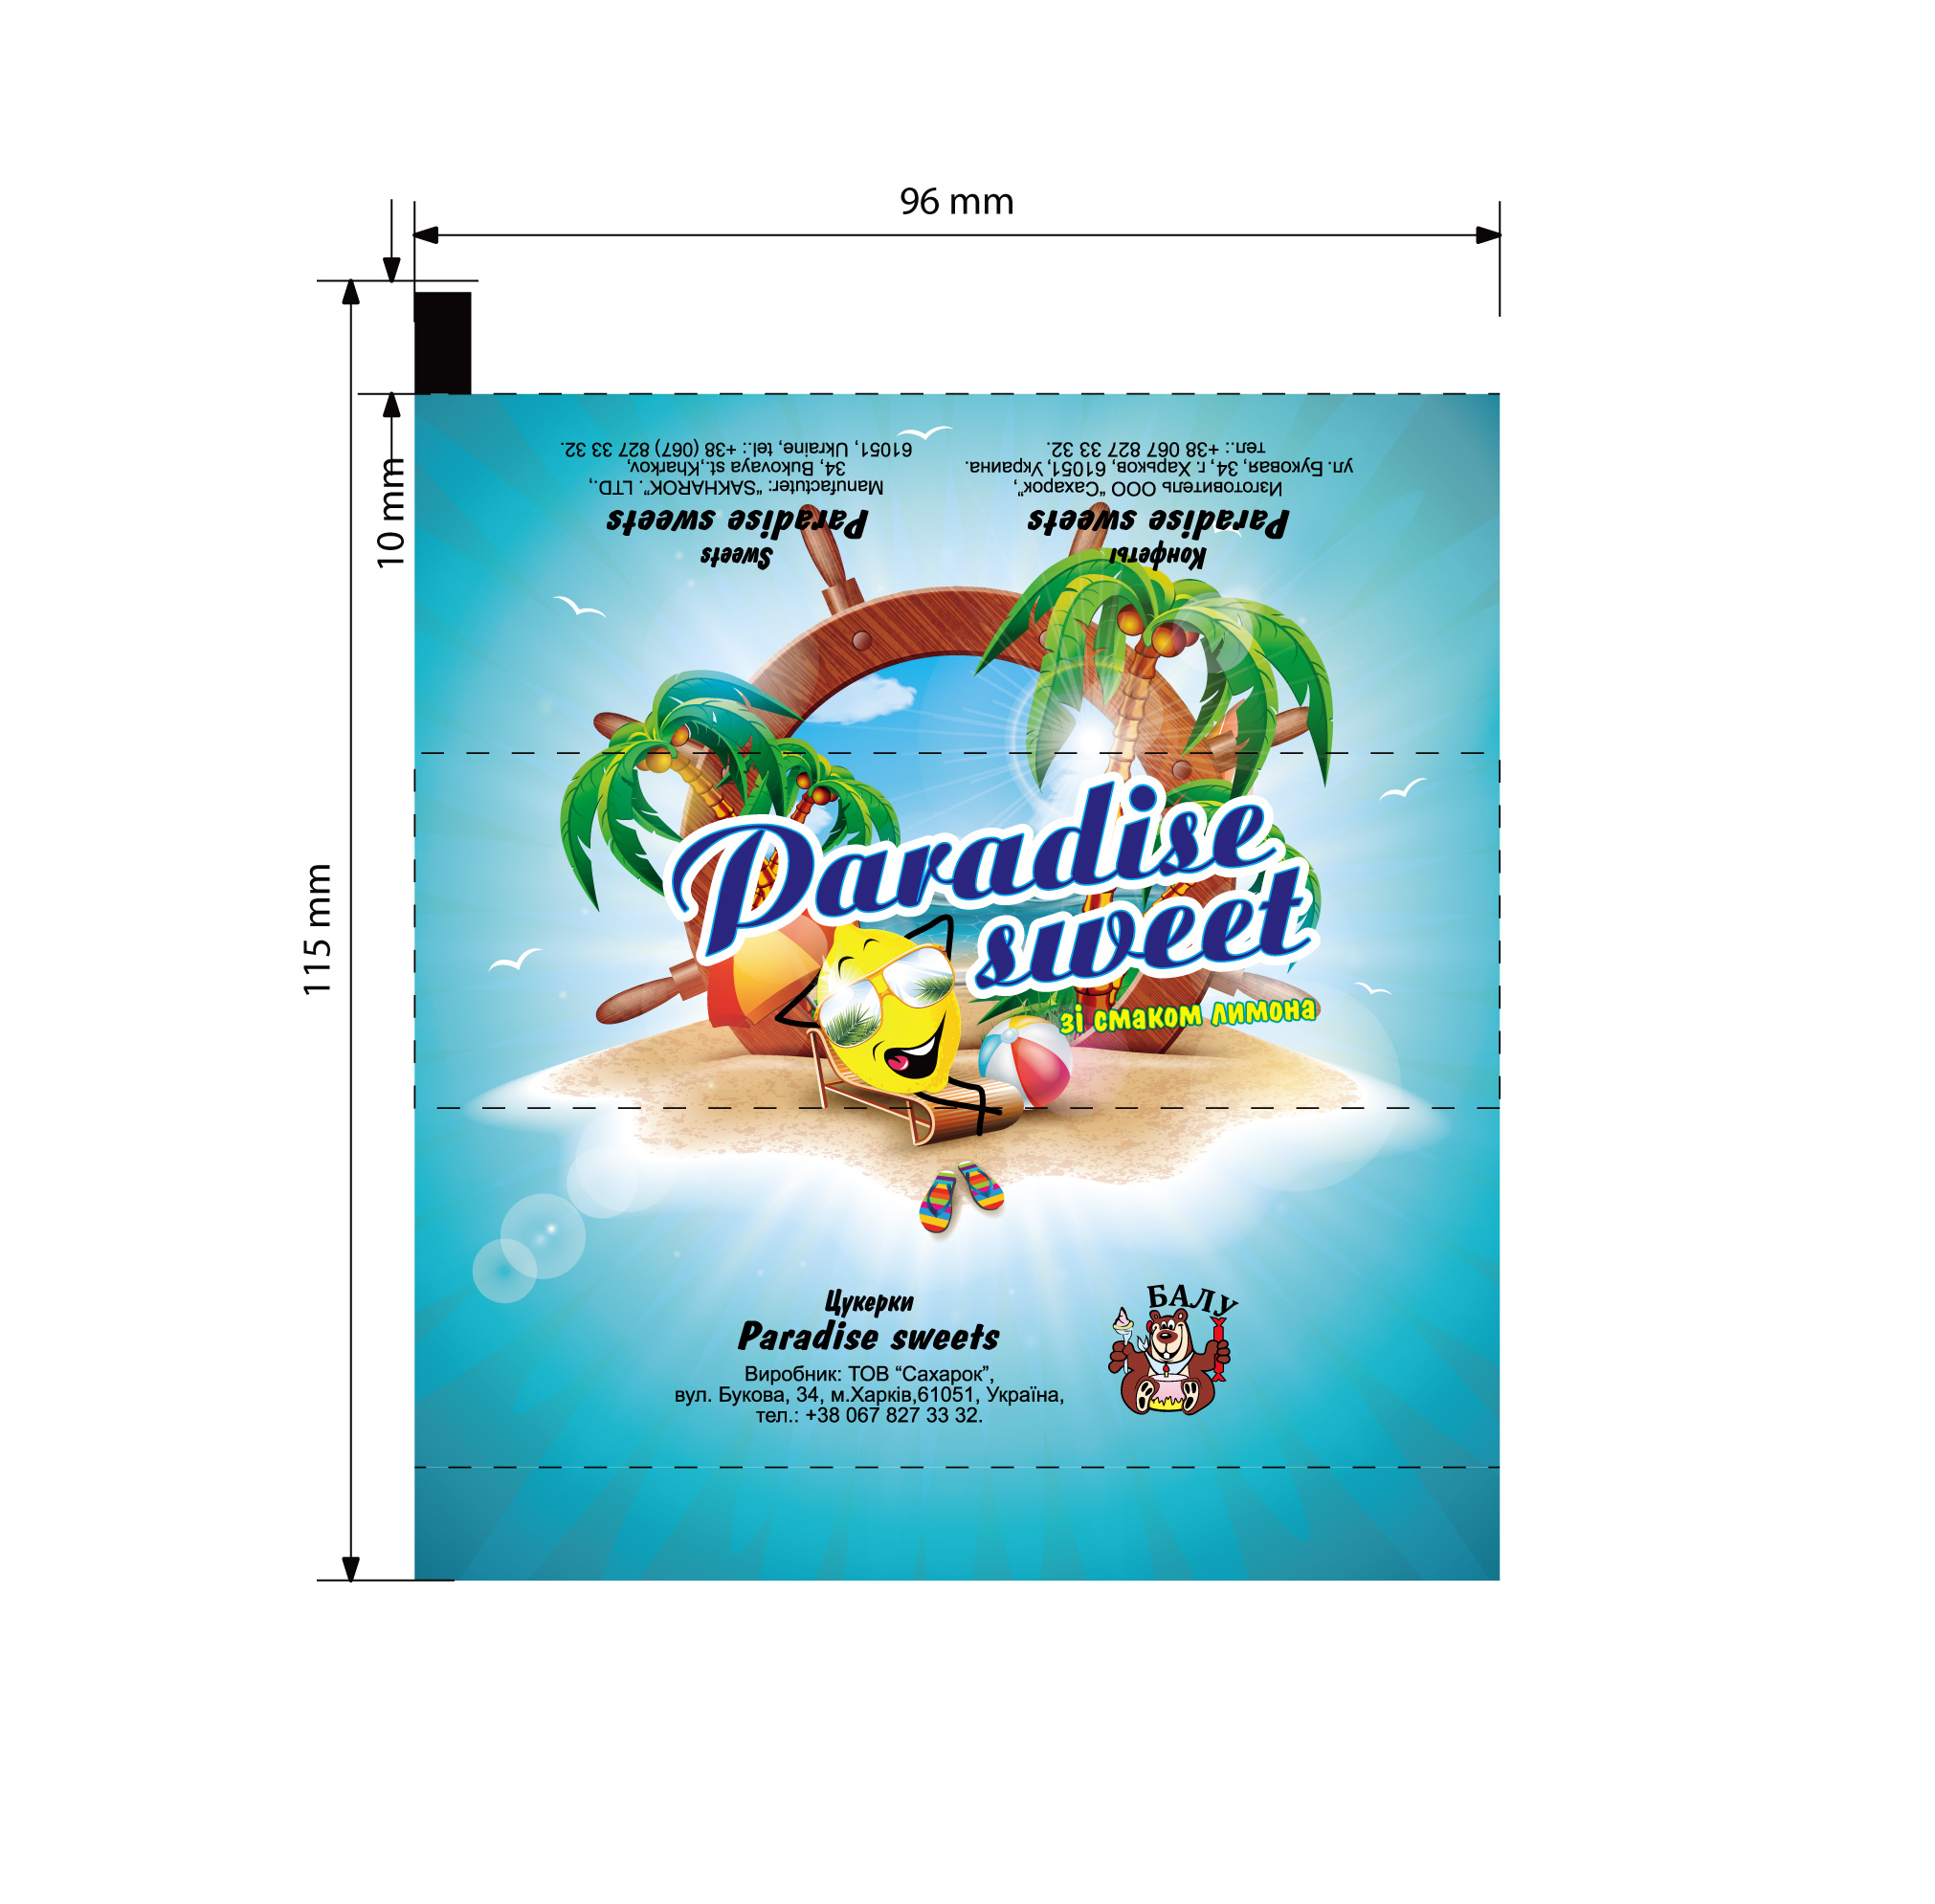 96 mm
10 mm
115 mm
Sweets
Paradise sweets
Manufactuter: “SAKHAROK”. LTD.,
34, Bukovaya st.,Kharkov,
61051, Ukraine, tel.: +38 (067) 827 33 32.
Конфеты
Paradise sweets
Изготовитель ООО “Сахарок”,
ул. Буковая, 34, г. Харьков, 61051, Украина.
тел.: +38 067 827 33 32.
Paradise
sweet
зі смаком лимона
Цукерки
Paradise sweets
Виробник: ТОВ “Сахарок”,
вул. Букова, 34, м.Харків,61051, Україна,
тел.: +38 067 827 33 32.
БАЛУ